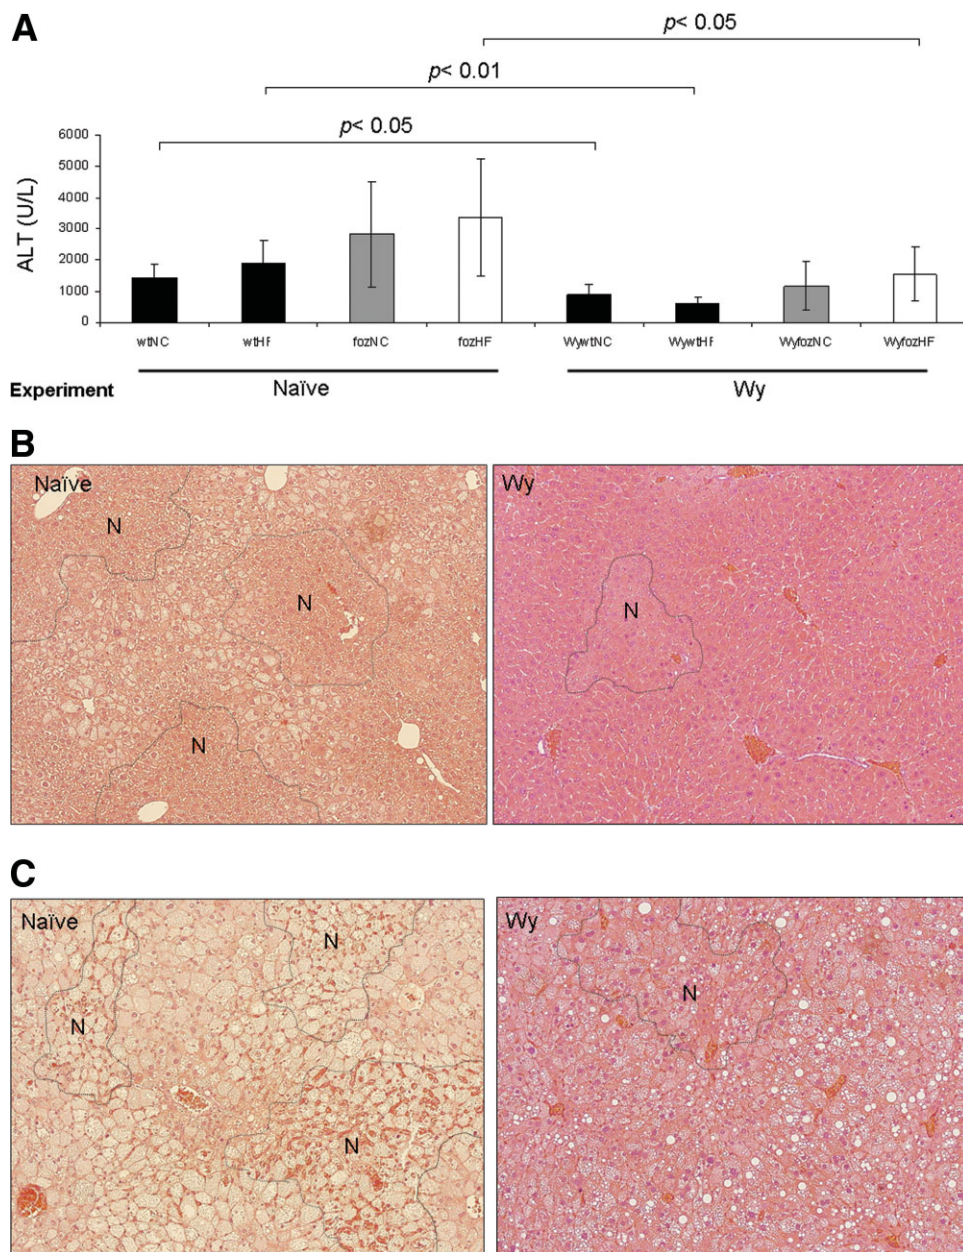 A
p< 0.05
p< 0.01
p< 0.05
6000
5000
4000
3000
2000
1000
0
ALT (U/L)
wtNC wtHF fozNC fozHF WywtNC WywtHF WyfozNC WyfozHF
Experiment Naïve Wy
B
Naïve Wy
N
N
N
N
C
Naïve Wy
N
N
N
N